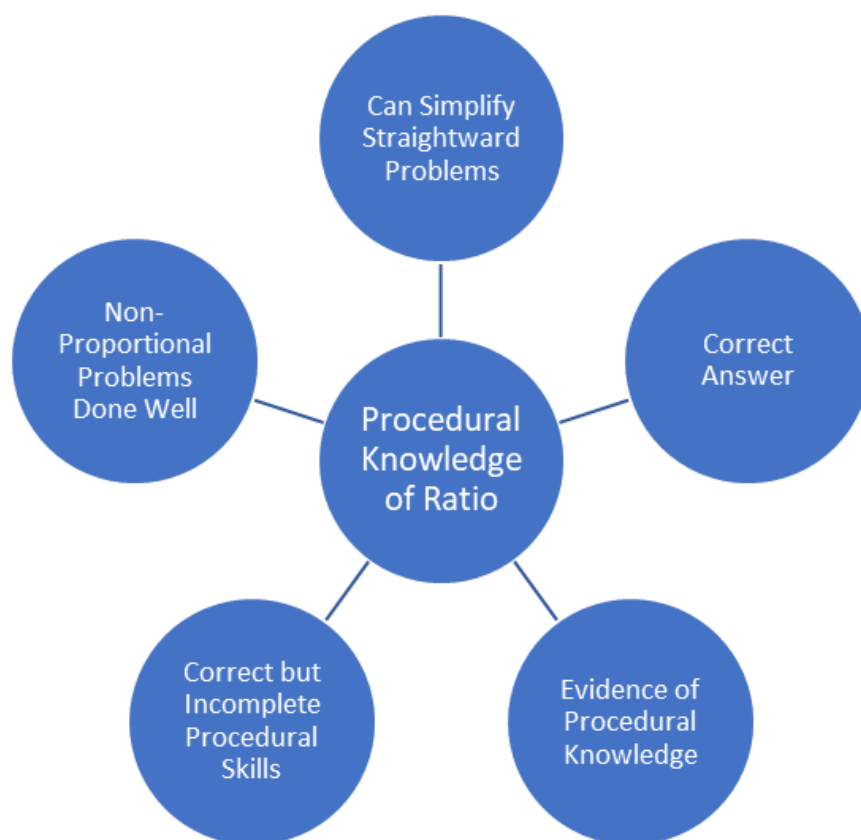 Can Simplify
Straightward
Problems
Non-
Proportional
Problems
Done Well
Correct
Answer
Procedural
Knowledge
of Ratio
Correct but
Incomplete
Procedural
Skills
Evidence of
Procedural
Knowledge